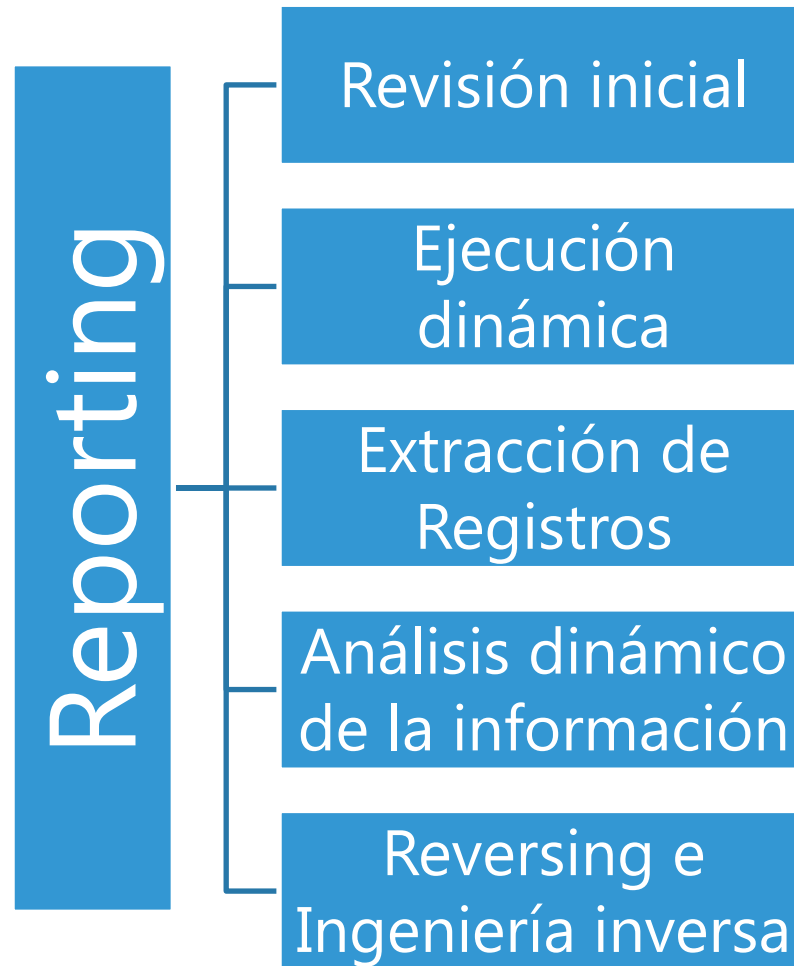 Reporting
Revisión inicial
Ejecución
dinámica
Extracción de
Registros
Análisis dinámico
de la información
Reversing e
Ingeniería inversa